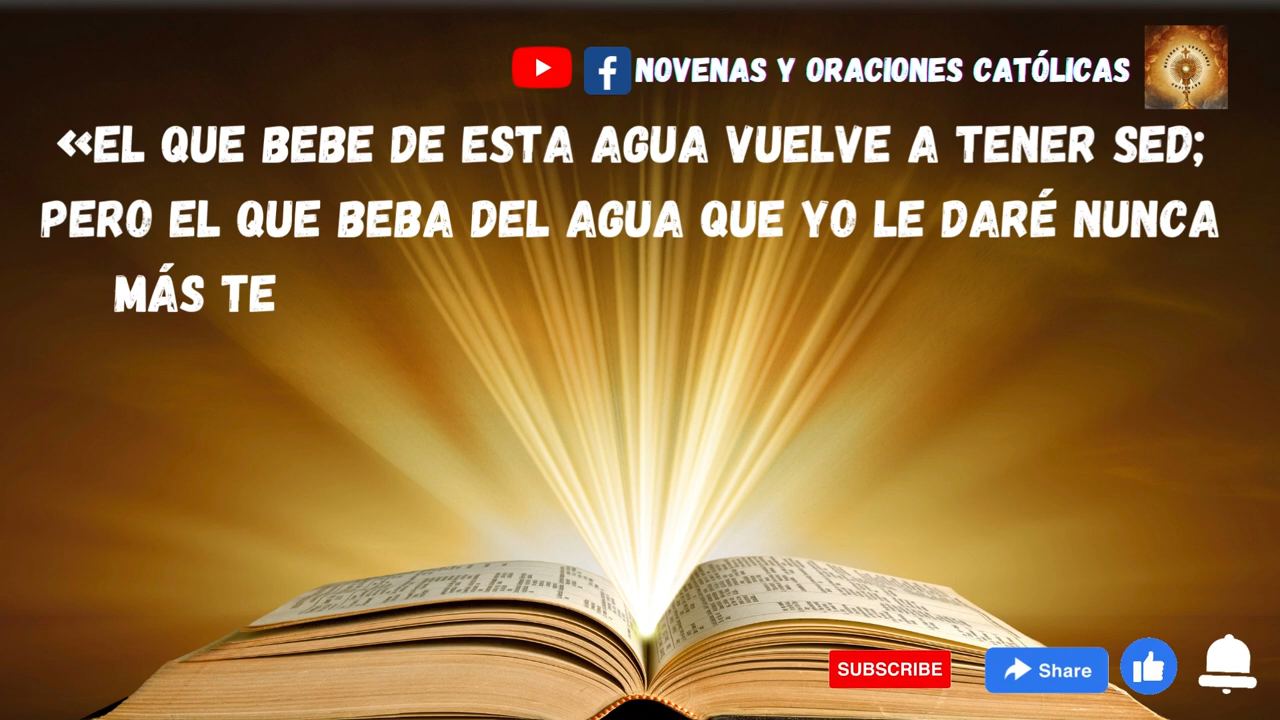 NOVENAS Y ORACIONES CATÓLICAS
«EL QUE BEBE DE ESTA AGUA VUELVE A TENER SED;
PERO EL QUE BEBA DEL AGUA QUE YO LE DARÉ NUNCA
MÁS TE
SUBSCRIBE
Share